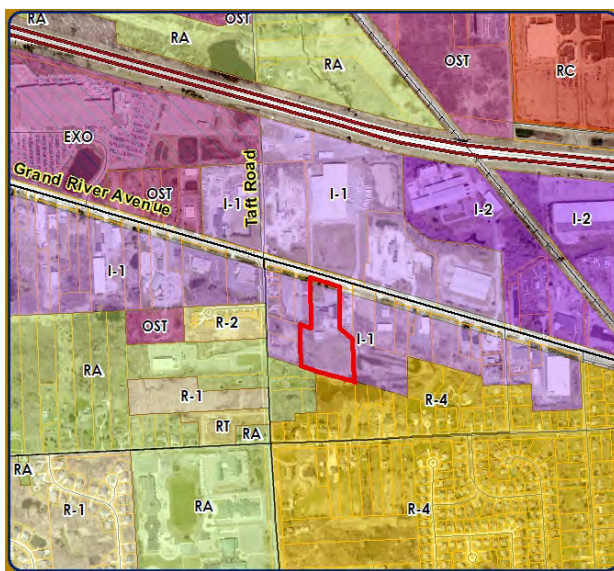 OST
RA
RA
RA
OST
RC
EXO
OST
Grand River Avenue
Taft Road
I-1
I-1
I-2
I-2
I-1
I-1
OST
R-2
RA
R-1
R-4
RT
RA
RA
R-1
RA
R-4